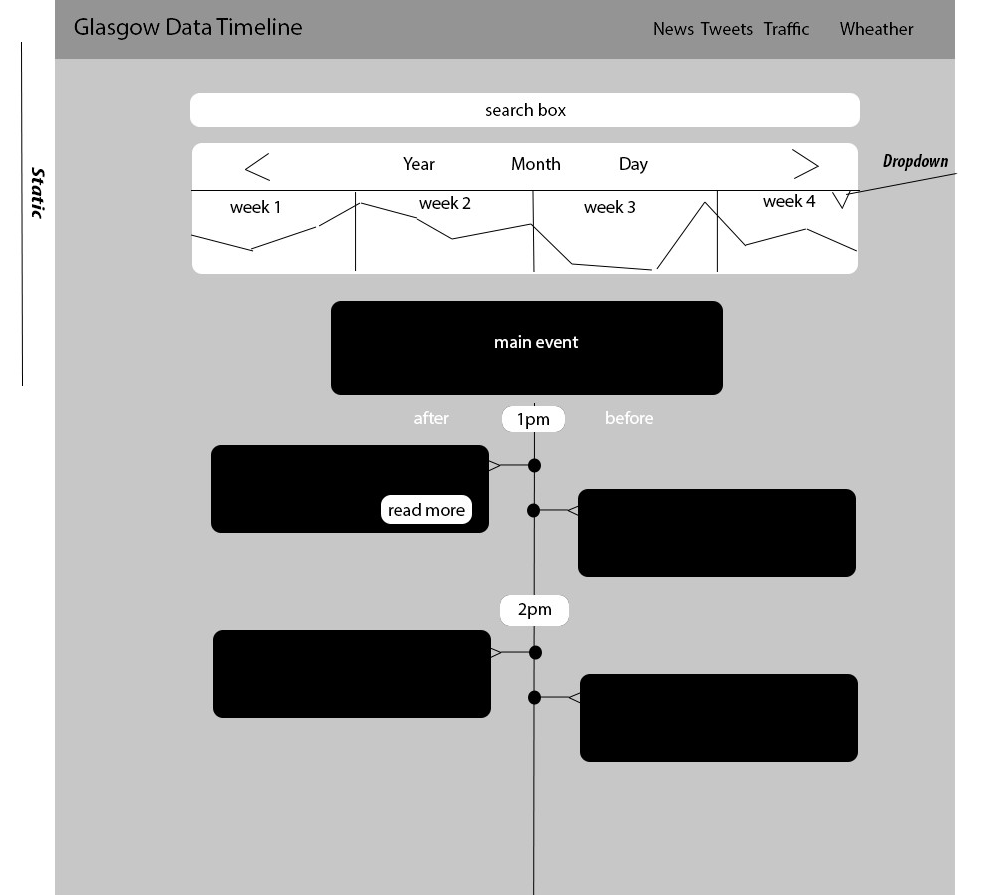 Glasgow Data Timeline
News Tweets Traffic Wheather
search box
Year Month Day
Dropdown
Static
week 1 week 2 week 3 week 4
main event
after 1pm before
read more
2pm